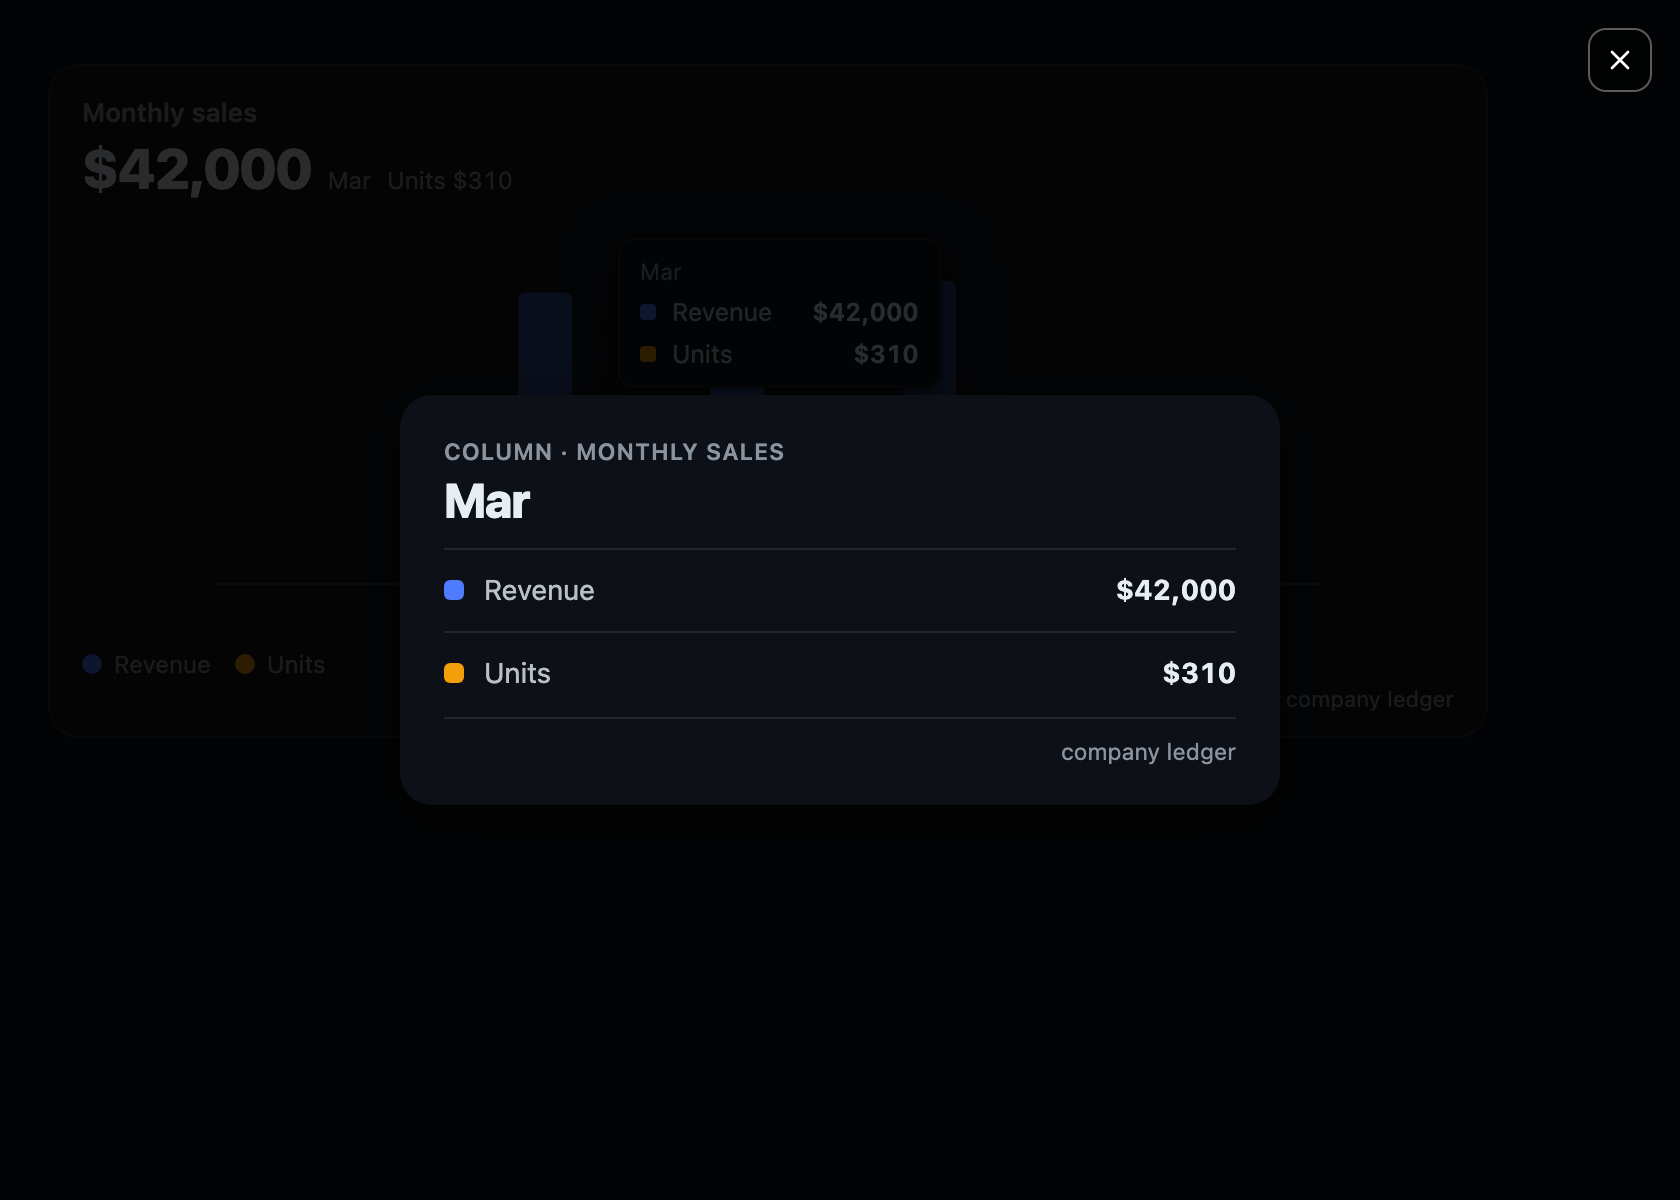 Monthly sales
$42,000 Mar Units $310
Mar
Revenue $42,000
Units $310
COLUMN · MONTHLY SALES
Mar
Revenue $42,000
Units $310
company ledger
Revenue Units
company ledger